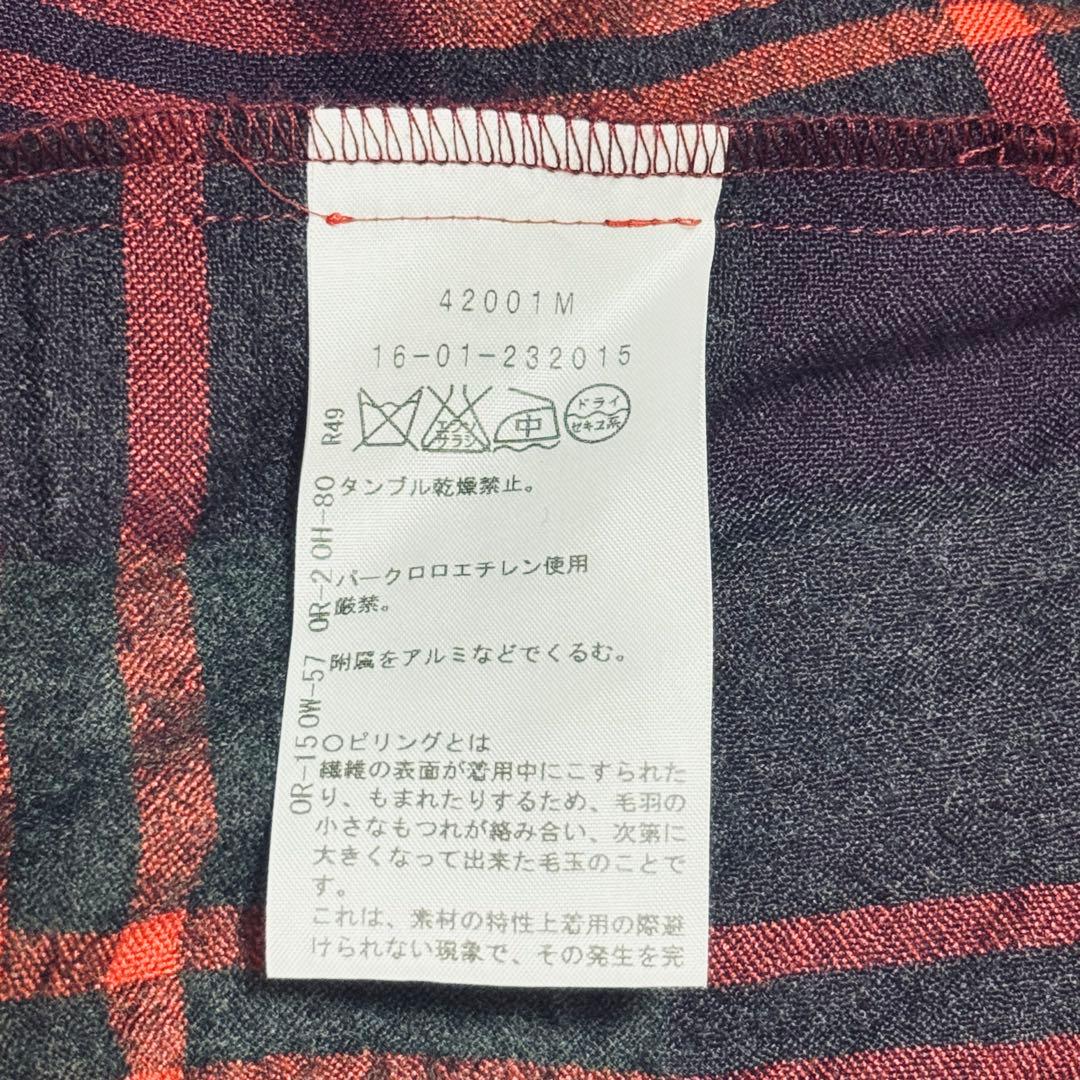 42001M
16-01-232015
エンソ
サラシ
中
ドライ
セキユ系
R49
タンブル乾燥禁止。
パークロロエチレン使用
厳禁。
附属をアルミなどでくるむ。
OR-15 OW-57 OR-2 OH-80
○ピリングとは
繊維の表面が着用中にこすられた
り、もまれたりするため、毛羽の
小さなもつれが絡み合い、次第に
大きくなって出来た毛玉のことで
す。
これは、素材の特性上着用の際避
けられない現象で、その発生を完